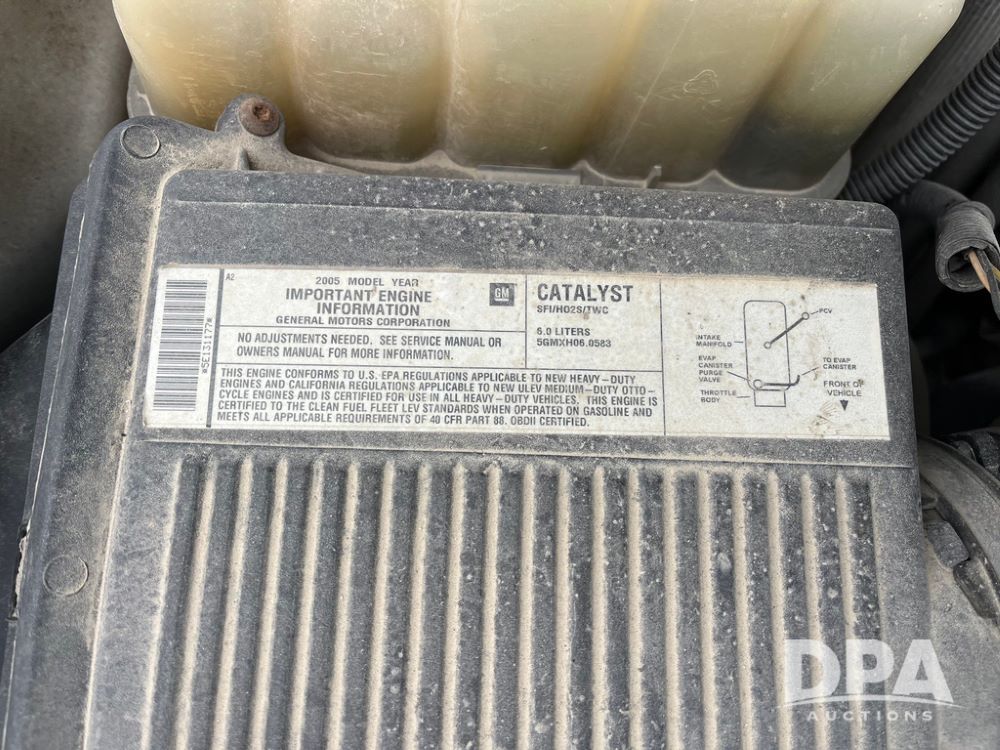 *5E131177*
A2
2005 MODEL YEAR
IMPORTANT ENGINE
INFORMATION
GENERAL MOTORS CORPORATION
GM
NO ADJUSTMENTS NEEDED. SEE SERVICE MANUAL OR
OWNERS MANUAL FOR MORE INFORMATION.
CATALYST
SFI/HO2S/TWC
6.0 LITERS
5GMXH06.0583
THIS ENGINE CONFORMS TO U.S. EPA REGULATIONS APPLICABLE TO NEW HEAVY-DUTY
ENGINES AND CALIFORNIA REGULATIONS APPLICABLE TO NEW ULEV MEDIUM-DUTY OTTO-
CYCLE ENGINES AND IS CERTIFIED FOR USE IN ALL HEAVY-DUTY VEHICLES. THIS ENGINE IS
CERTIFIED TO THE CLEAN FUEL FLEET LEV STANDARDS WHEN OPERATED ON GASOLINE AND
MEETS ALL APPLICABLE REQUIREMENTS OF 40 CFR PART 88. OBDII CERTIFIED.
PCV
INTAKE
MANIFOLD
EVAP
CANISTER
PURGE
VALVE
THROTTLE
BODY
TO EVAP
CANISTER
FRONT OF
VEHICLE
DPA
AUCTIONS